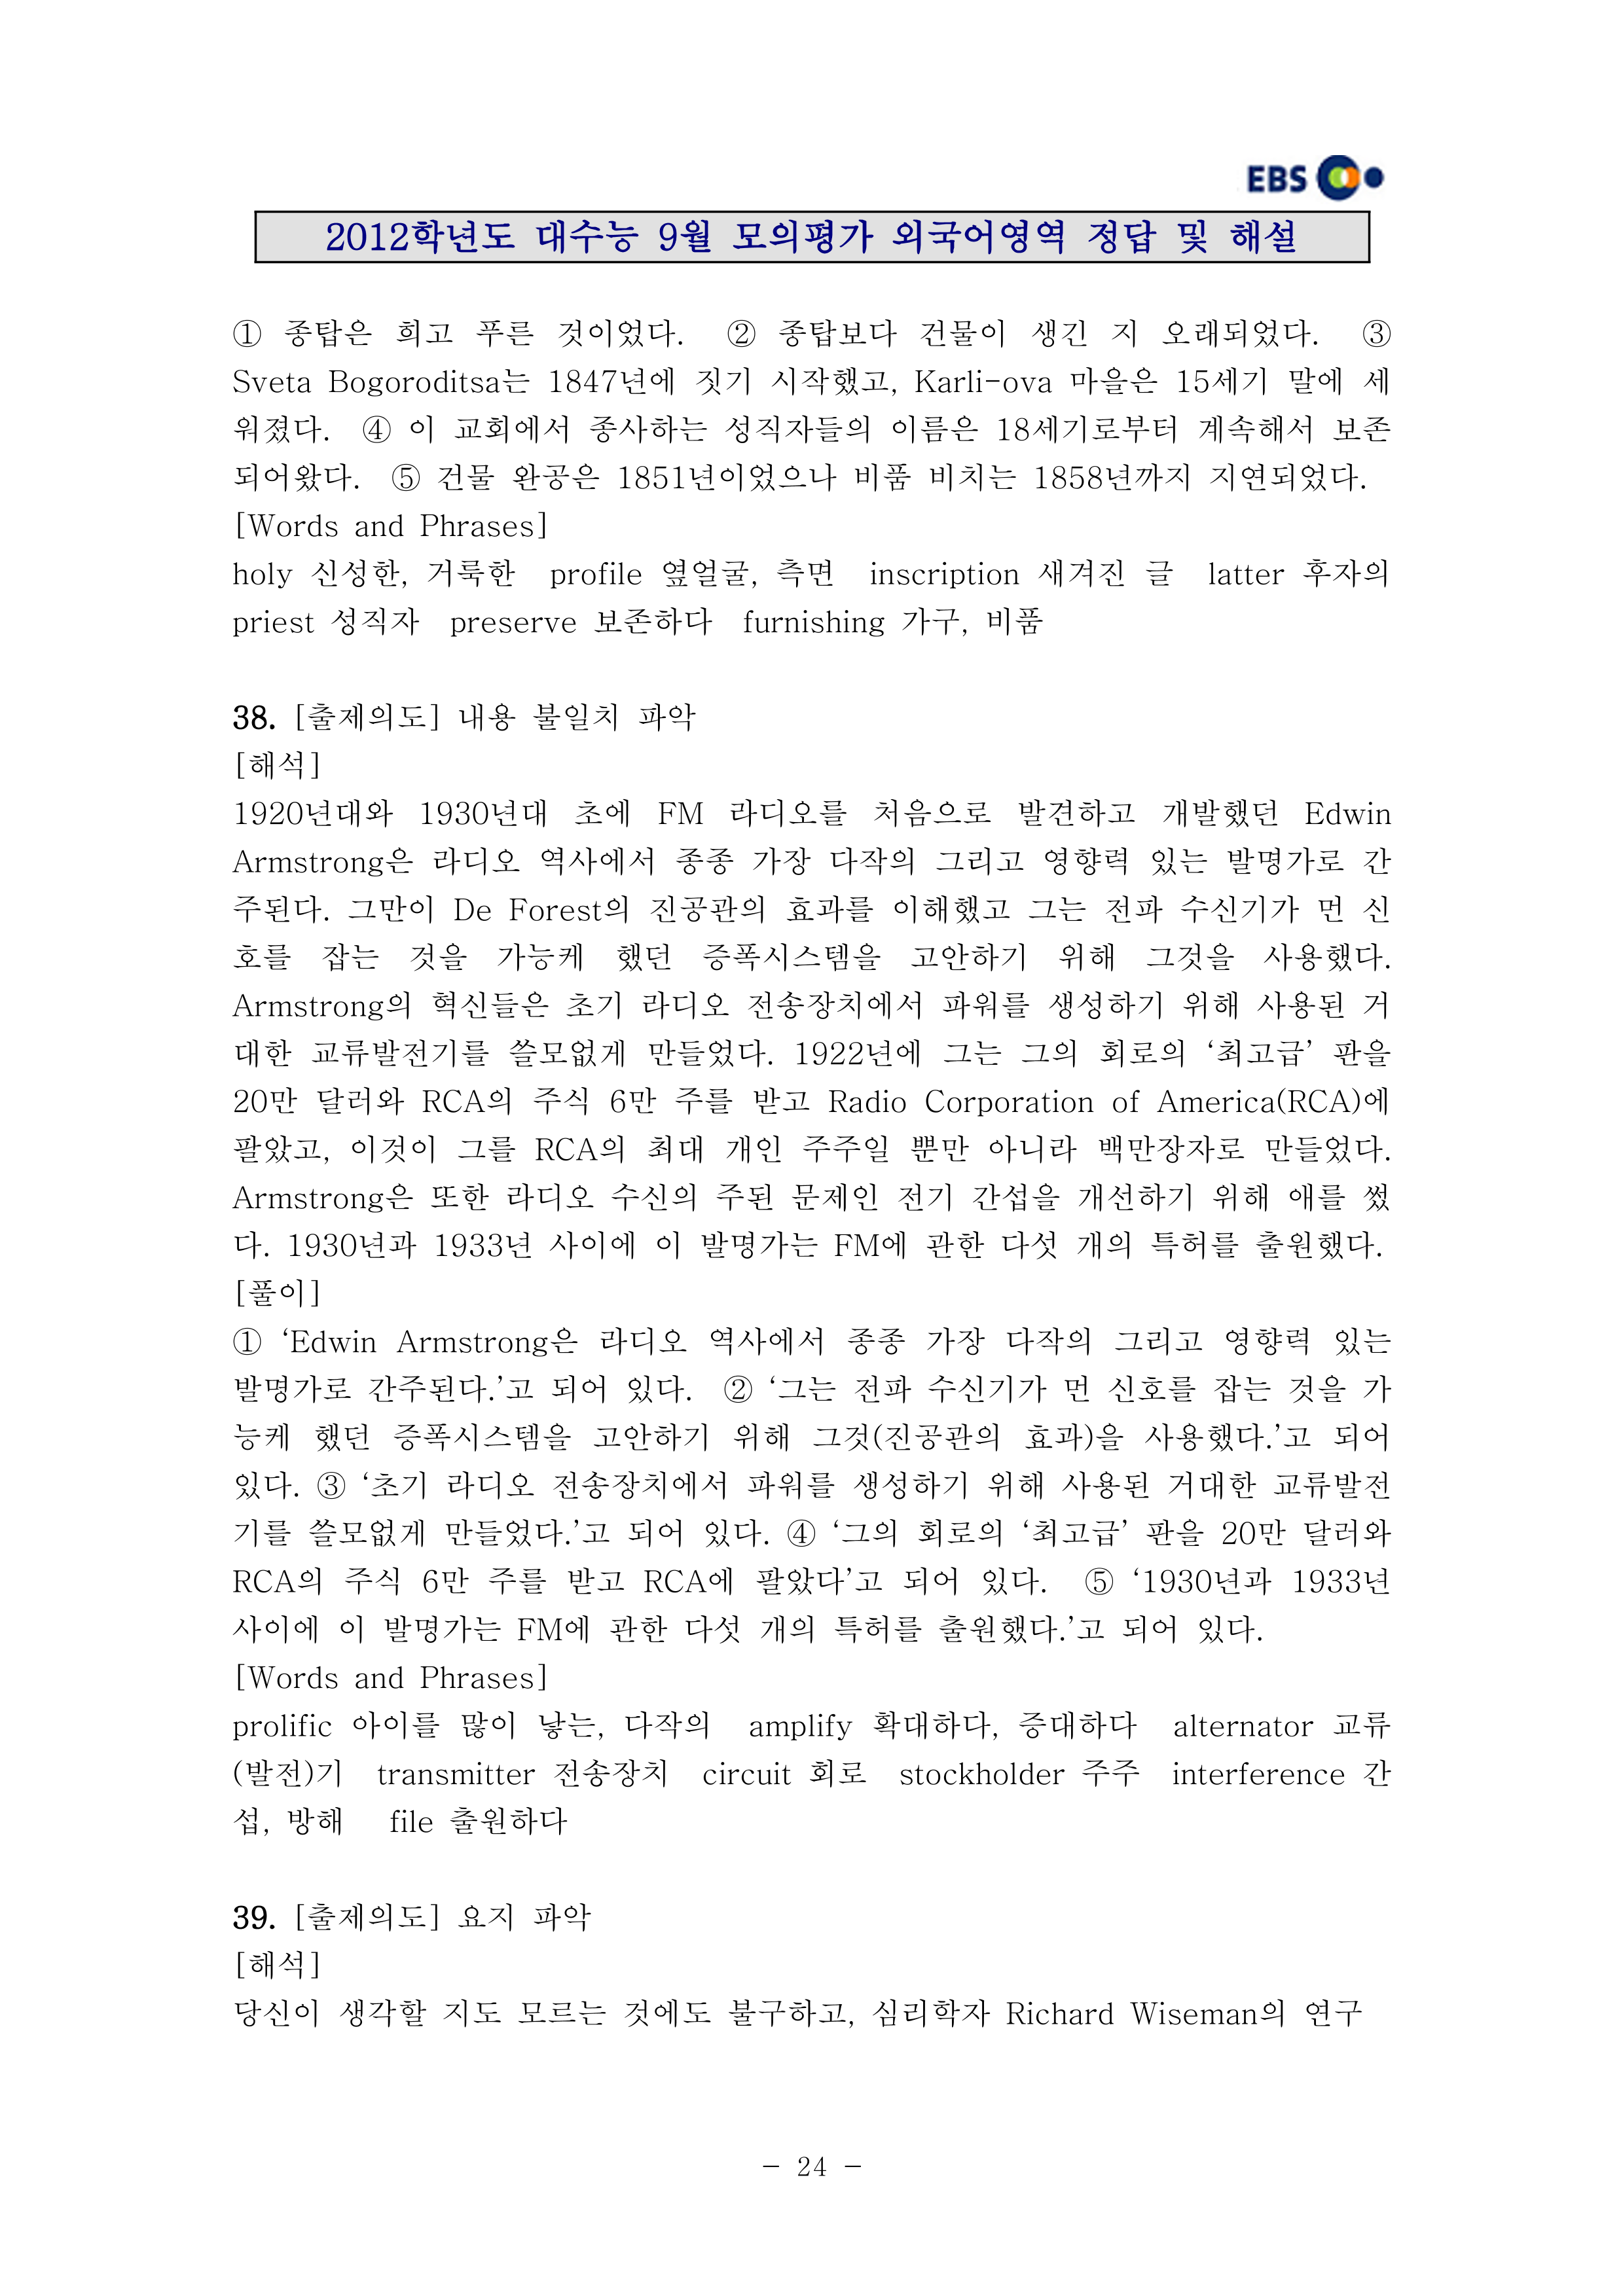 EBS
2012학년도 대수능 9월 모의평가 외국어영역 정답 및 해설
① 종탑은 희고 푸른 것이었다. ② 종탑보다 건물이 생긴 지 오래되었다. ③
Sveta Bogoroditsa는 1847년에 짓기 시작했고, Karli-ova 마을은 15세기 말에 세
워졌다. ④ 이 교회에서 종사하는 성직자들의 이름은 18세기로부터 계속해서 보존
되어왔다. ⑤ 건물 완공은 1851년이었으나 비품 비치는 1858년까지 지연되었다.
[Words and Phrases]
holy 신성한, 거룩한 profile 옆얼굴, 측면 inscription 새겨진 글 latter 후자의
priest 성직자 preserve 보존하다 furnishing 가구, 비품
38. [출제의도] 내용 불일치 파악
[해석]
1920년대와 1930년대 초에 FM 라디오를 처음으로 발견하고 개발했던 Edwin
Armstrong은 라디오 역사에서 종종 가장 다작의 그리고 영향력 있는 발명가로 간
주된다. 그만이 De Forest의 진공관의 효과를 이해했고 그는 전파 수신기가 먼 신
호를 잡는 것을 가능케 했던 증폭시스템을 고안하기 위해 그것을 사용했다.
Armstrong의 혁신들은 초기 라디오 전송장치에서 파워를 생성하기 위해 사용된 거
대한 교류발전기를 쓸모없게 만들었다. 1922년에 그는 그의 회로의 ‘최고급’ 판을
20만 달러와 RCA의 주식 6만 주를 받고 Radio Corporation of America(RCA)에
팔았고, 이것이 그를 RCA의 최대 개인 주주일 뿐만 아니라 백만장자로 만들었다.
Armstrong은 또한 라디오 수신의 주된 문제인 전기 간섭을 개선하기 위해 애를 썼
다. 1930년과 1933년 사이에 이 발명가는 FM에 관한 다섯 개의 특허를 출원했다.
[풀이]
① ‘Edwin Armstrong은 라디오 역사에서 종종 가장 다작의 그리고 영향력 있는
발명가로 간주된다.’고 되어 있다. ② ‘그는 전파 수신기가 먼 신호를 잡는 것을 가
능케 했던 증폭시스템을 고안하기 위해 그것(진공관의 효과)을 사용했다.’고 되어
있다. ③ ‘초기 라디오 전송장치에서 파워를 생성하기 위해 사용된 거대한 교류발전
기를 쓸모없게 만들었다.’고 되어 있다. ④ ‘그의 회로의 ‘최고급’ 판을 20만 달러와
RCA의 주식 6만 주를 받고 RCA에 팔았다’고 되어 있다. ⑤ ‘1930년과 1933년
사이에 이 발명가는 FM에 관한 다섯 개의 특허를 출원했다.’고 되어 있다.
[Words and Phrases]
prolific 아이를 많이 낳는, 다작의 amplify 확대하다, 증대하다 alternator 교류
(발전)기 transmitter 전송장치 circuit 회로 stockholder 주주 interference 간
섭, 방해 file 출원하다
39. [출제의도] 요지 파악
[해석]
당신이 생각할 지도 모르는 것에도 불구하고, 심리학자 Richard Wiseman의 연구
- 24 -